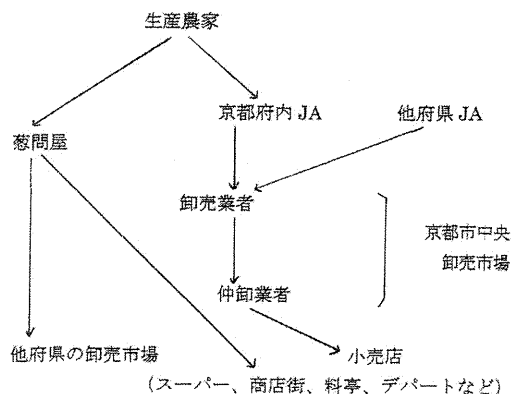 生産農家
京都府内 JA
他府県 JA
葱問屋
卸売業者
京都市中央
卸売市場
仲卸業者
他府県の卸売市場
小売店
（スーパー、商店街、料亭、デパートなど）